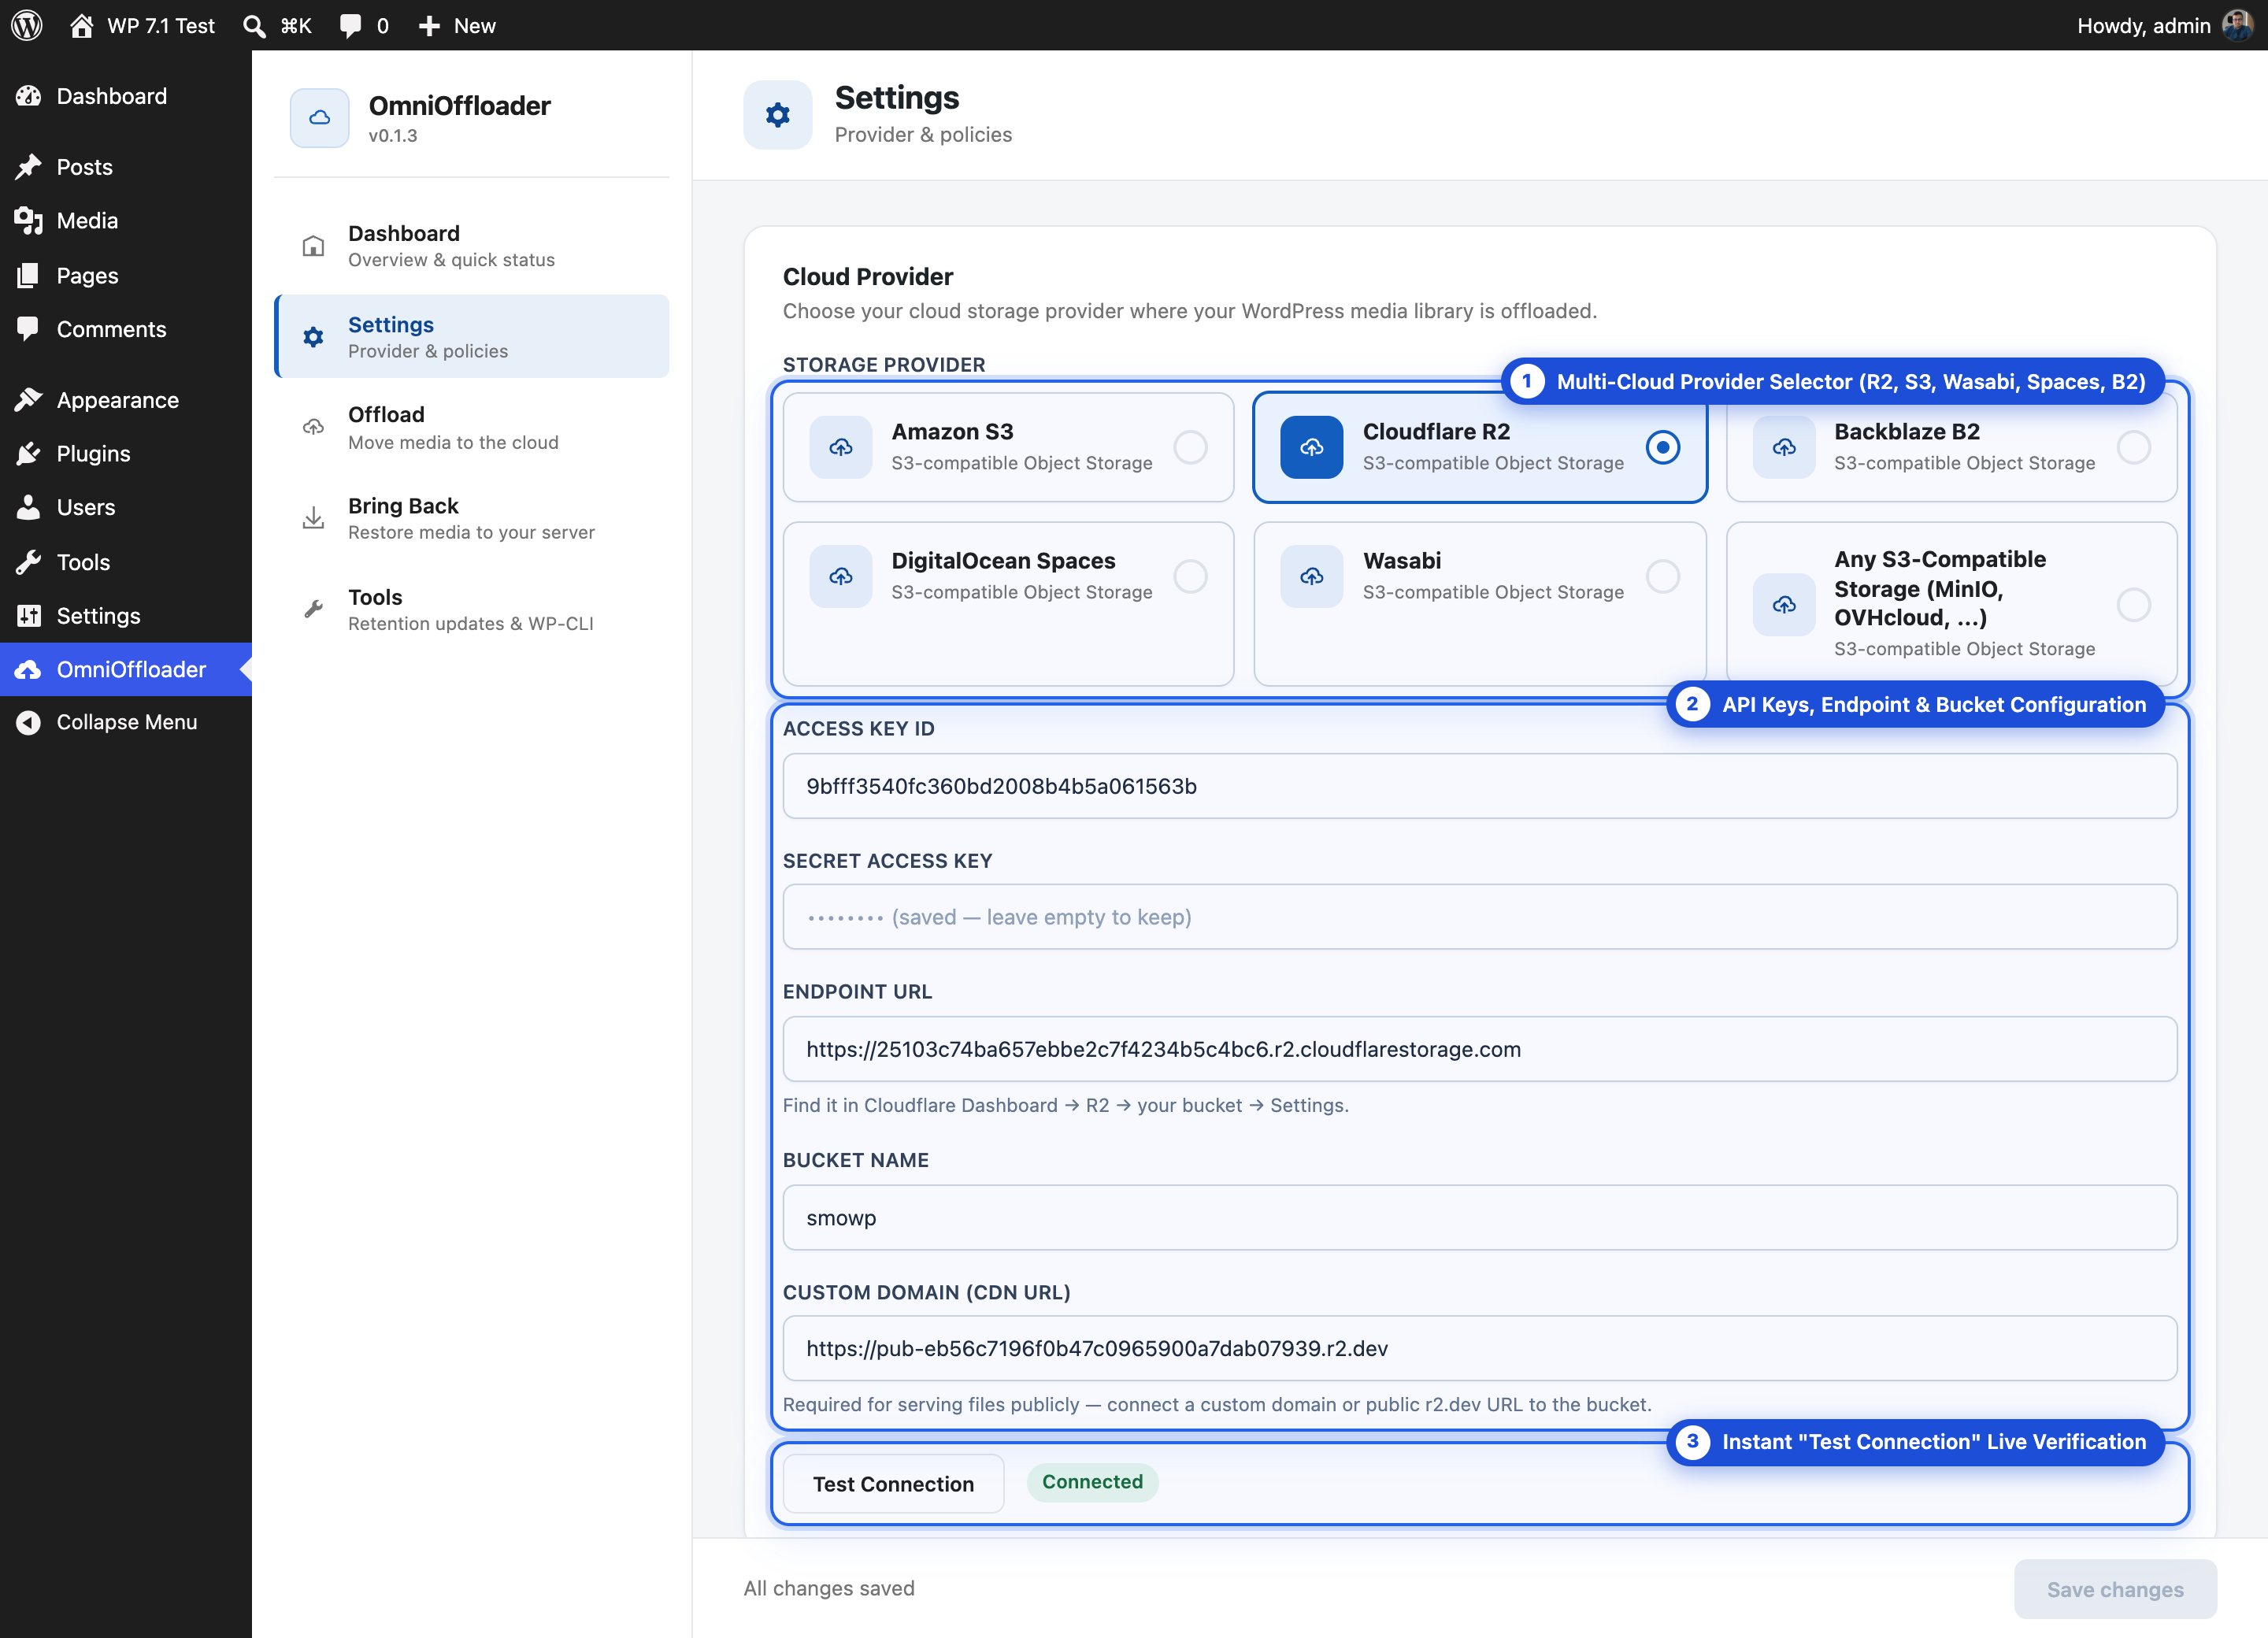 WP 7.1 Test
⌘K
0
New
Howdy, admin
Dashboard
Posts
Media
Pages
Comments
Appearance
Plugins
Users
Tools
Settings
OmniOffloader
Collapse Menu
OmniOffloader
v0.1.3
Dashboard
Overview & quick status
Settings
Provider & policies
Offload
Move media to the cloud
Bring Back
Restore media to your server
Tools
Retention updates & WP-CLI
Settings
Provider & policies
Cloud Provider
Choose your cloud storage provider where your WordPress media library is offloaded.
STORAGE PROVIDER
1 Multi-Cloud Provider Selector (R2, S3, Wasabi, Spaces, B2)
Amazon S3
S3-compatible Object Storage
Cloudflare R2
S3-compatible Object Storage
Backblaze B2
S3-compatible Object Storage
DigitalOcean Spaces
S3-compatible Object Storage
Wasabi
S3-compatible Object Storage
Any S3-Compatible
Storage (MinIO,
OVHcloud, ...)
S3-compatible Object Storage
2 API Keys, Endpoint & Bucket Configuration
ACCESS KEY ID
9bfff3540fc360bd2008b4b5a061563b
SECRET ACCESS KEY
•••••••• (saved — leave empty to keep)
ENDPOINT URL
https://25103c74ba657ebbe2c7f4234b5c4bc6.r2.cloudflarestorage.com
Find it in Cloudflare Dashboard → R2 → your bucket → Settings.
BUCKET NAME
smowp
CUSTOM DOMAIN (CDN URL)
https://pub-eb56c7196f0b47c0965900a7dab07939.r2.dev
Required for serving files publicly — connect a custom domain or public r2.dev URL to the bucket.
3 Instant "Test Connection" Live Verification
Test Connection
Connected
All changes saved
Save changes